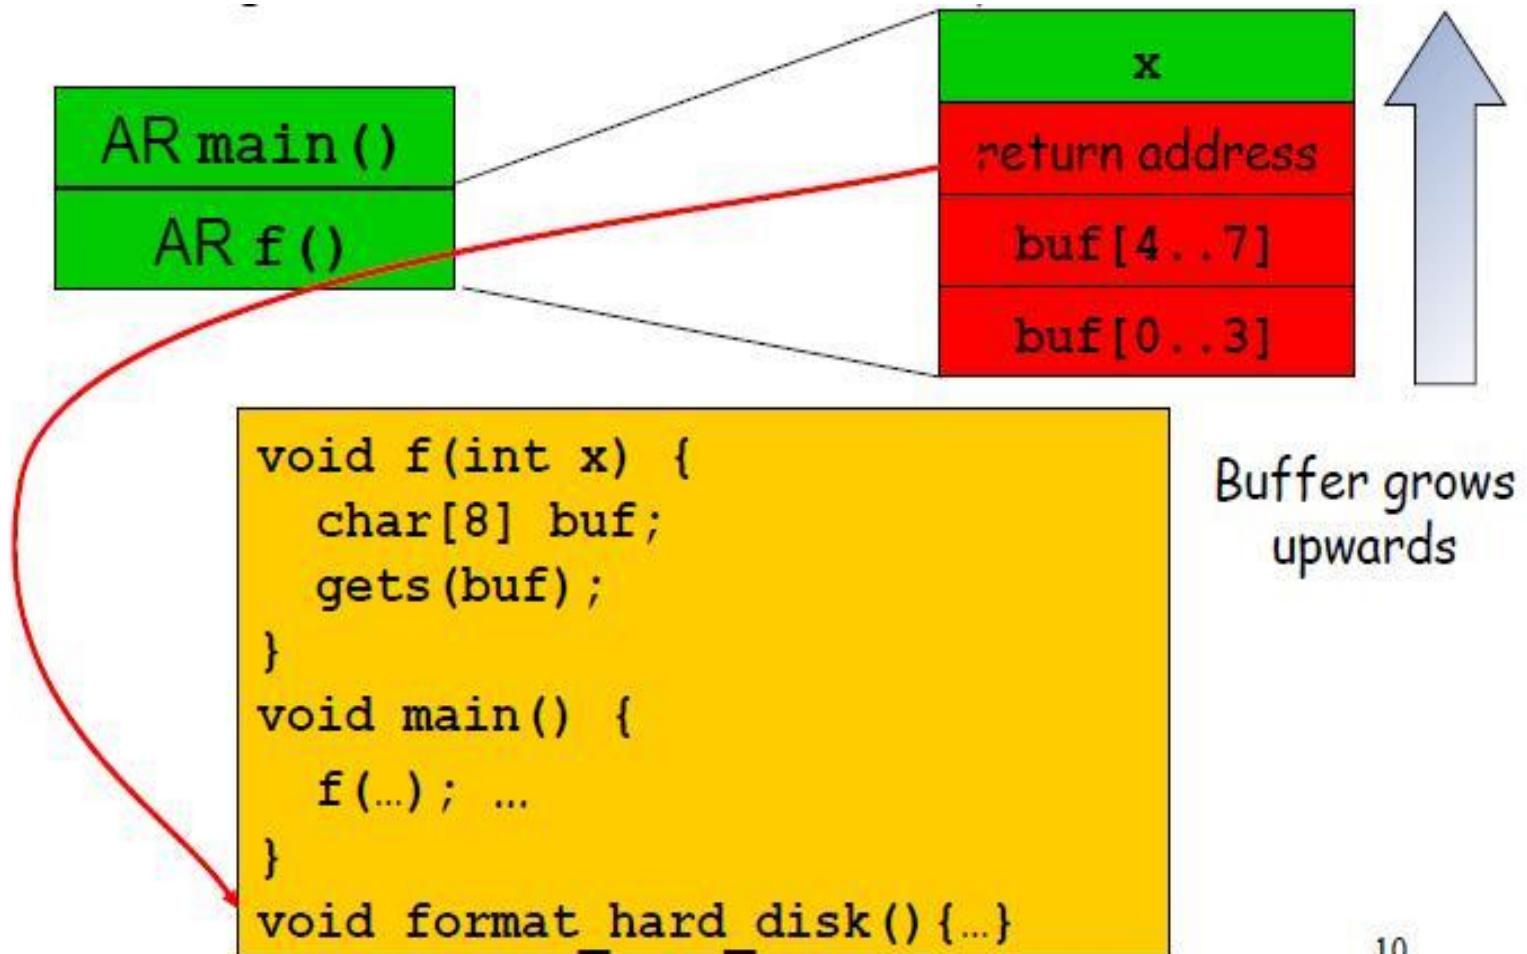 AR main()
AR f()
x
return address
buf[4..7]
buf[0..3]
Buffer grows
upwards
void f(int x) {
char[8] buf;
gets(buf);
}
void main() {
f(…); …
}
void format_hard_disk(){…}
10